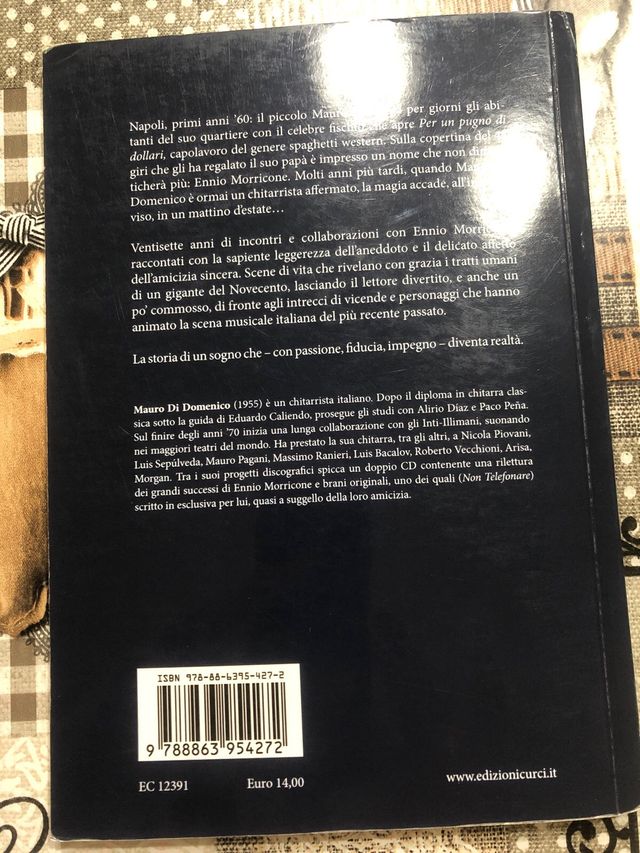 Napoli, primi anni '60: il piccolo per giorni gli abi-
tanti del suo quartiere con il celebre fischio che apre Per un pugno di
dollari, capolavoro del genere spaghetti western. Sulla copertina del
giri che gli ha regalato il suo papà è impresso un nome che non dimen-
ticherà più: Ennio Morricone. Molti anni più tardi, quando
Domenico è ormai un chitarrista affermato, la magia accade, all'improv-
viso, in un mattino d'estate…
Ventisette anni di incontri e collaborazioni con Ennio Morricone
raccontati con la sapiente leggerezza dell'aneddoto e il delicato affetto
dell'amicizia sincera. Scene di vita che rivelano con grazia i tratti umani
di un gigante del Novecento, lasciando il lettore divertito, e anche un
po' commosso, di fronte agli intrecci di vicende e personaggi che hanno
animato la scena musicale italiana del più recente passato.
La storia di un sogno che – con passione, fiducia, impegno – diventa realtà.
Mauro Di Domenico (1955) è un chitarrista italiano. Dopo il diploma in chitarra clas-
sica sotto la guida di Eduardo Caliendo, prosegue gli studi con Alirio Diaz e Paco Peña.
Sul finire degli anni '70 inizia una lunga collaborazione con gli Inti-Illimani, suonando
nei maggiori teatri del mondo. Ha prestato la sua chitarra, tra gli altri, a Nicola Piovani,
Luis Sepúlveda, Mauro Pagani, Massimo Ranieri, Luis Bacalov, Roberto Vecchioni, Arisa,
Morgan. Tra i suoi progetti discografici spicca un doppio CD contenente una rilettura
dei grandi successi di Ennio Morricone e brani originali, uno dei quali (Non Telefonare)
scritto in esclusiva per lui, quasi a suggello della loro amicizia.
ISBN 978-88-6395-427-2
9 788863 954272
EC 12391 Euro 14,00
www.edizionicurci.it